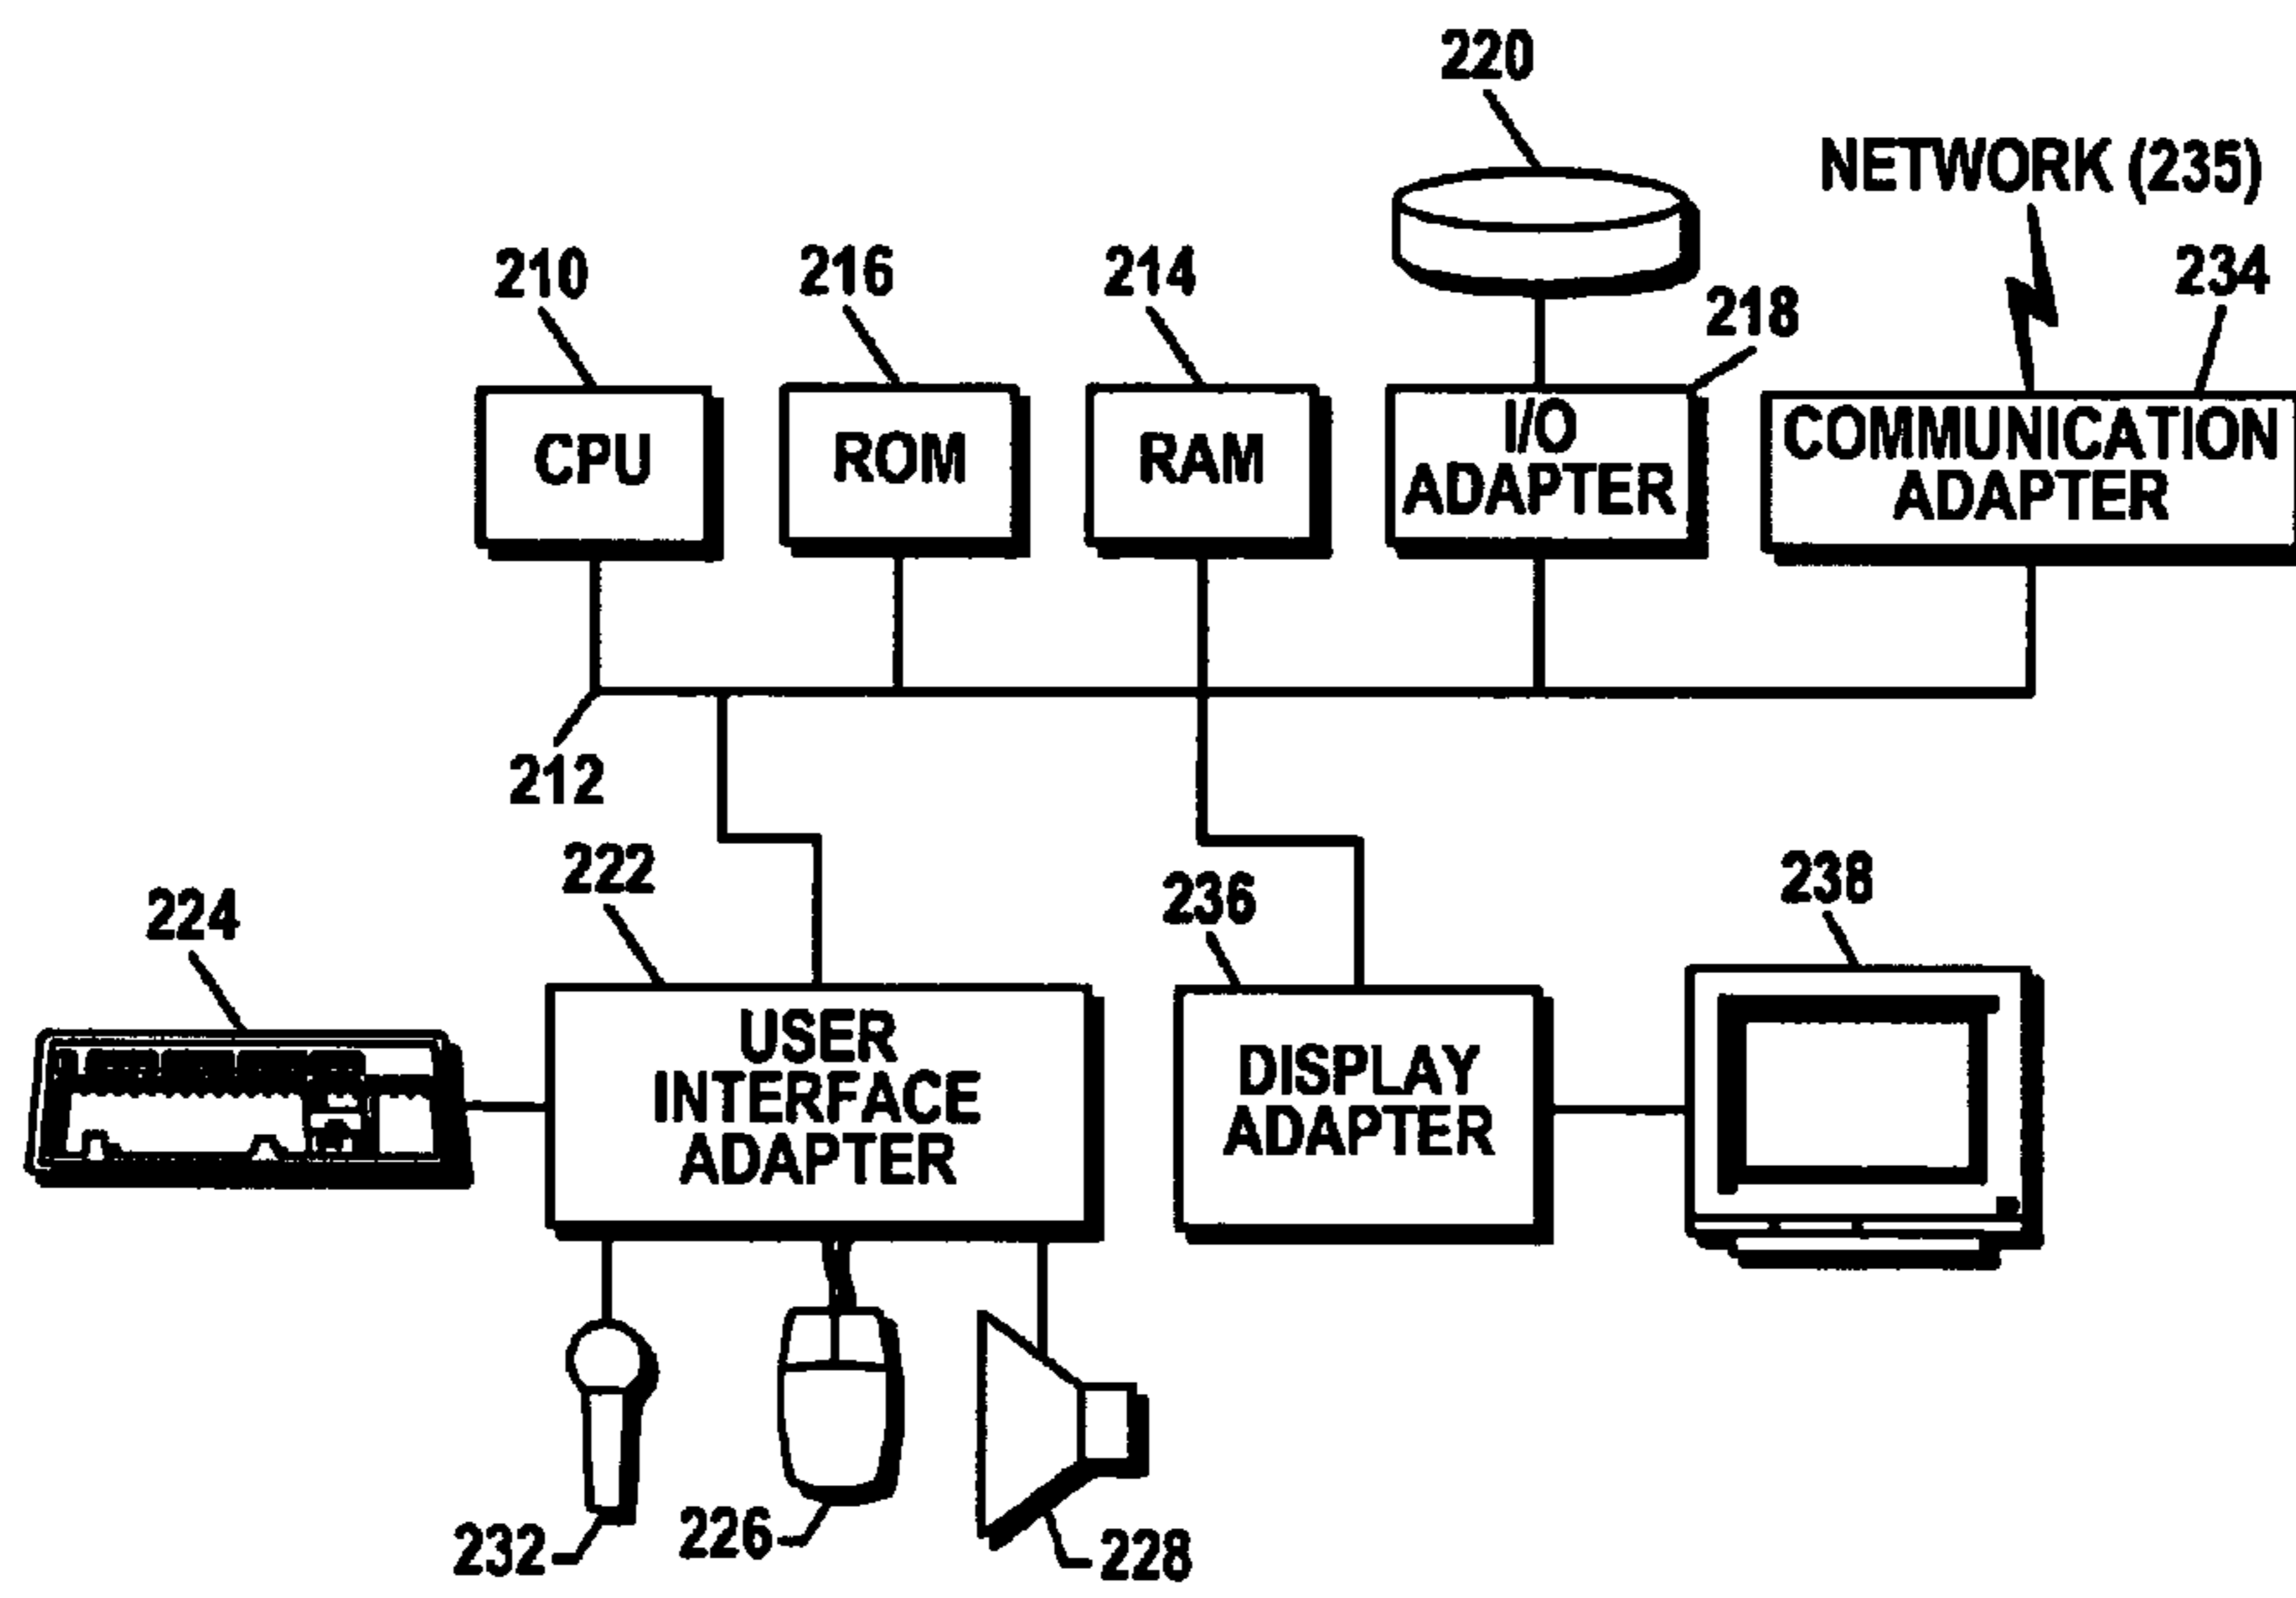 220
NETWORK (235)
210
216
214
218
234
CPU
ROM
RAM
I/O
ADAPTER
COMMUNICATION
ADAPTER
212
222
224
236
238
USER
INTERFACE
ADAPTER
DISPLAY
ADAPTER
232
226
228